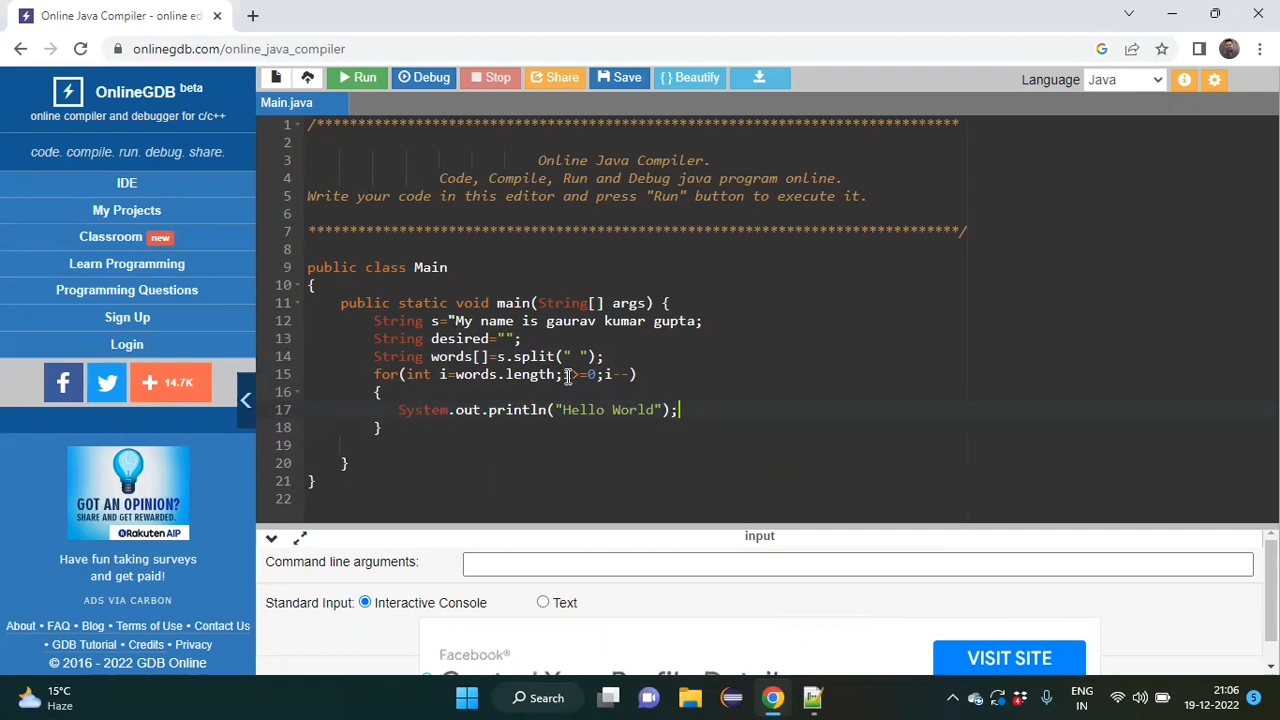 Online Java Compiler - online ed
onlinegdb.com/online_java_compiler
OnlineGDB beta
online compiler and debugger for c/c++
code. compile. run. debug. share.
IDE
My Projects
Classroom new
Learn Programming
Programming Questions
Sign Up
Login
14.7K
GOT AN OPINION?
SHARE AND GET REWARDED.
Rakuten AIP
Have fun taking surveys
and get paid!
ADS VIA CARBON
About • FAQ • Blog • Terms of Use • Contact Us
• GDB Tutorial • Credits • Privacy
© 2016 - 2022 GDB Online
Run Debug Stop Share Save { } Beautify
Language Java
Main.java
1 /******************************************************************************
2
3 Online Java Compiler.
4 Code, Compile, Run and Debug java program online.
5 Write your code in this editor and press "Run" button to execute it.
6
7 *******************************************************************************/
8
9 public class Main
10 {
11 public static void main(String[] args) {
12 String s="My name is gaurav kumar gupta;
13 String desired="";
14 String words[]=s.split(" ");
15 for(int i=words.length;i>=0;i--)
16 {
17 System.out.println("Hello World");
18 }
19
20 }
21 }
22
input
Command line arguments:
Standard Input: Interactive Console Text
Facebook®
VISIT SITE
15°C
Haze
Search
ENG
IN
21:06
19-12-2022
5